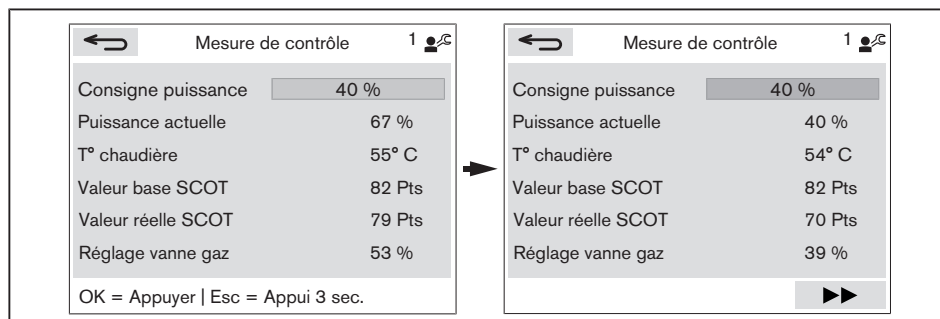 Mesure de contrôle 1
Consigne puissance 40 %
Puissance actuelle 67 %
T° chaudière 55° C
Valeur base SCOT 82 Pts
Valeur réelle SCOT 79 Pts
Réglage vanne gaz 53 %
OK = Appuyer | Esc = Appui 3 sec.
Mesure de contrôle 1
Consigne puissance 40 %
Puissance actuelle 40 %
T° chaudière 54° C
Valeur base SCOT 82 Pts
Valeur réelle SCOT 70 Pts
Réglage vanne gaz 39 %